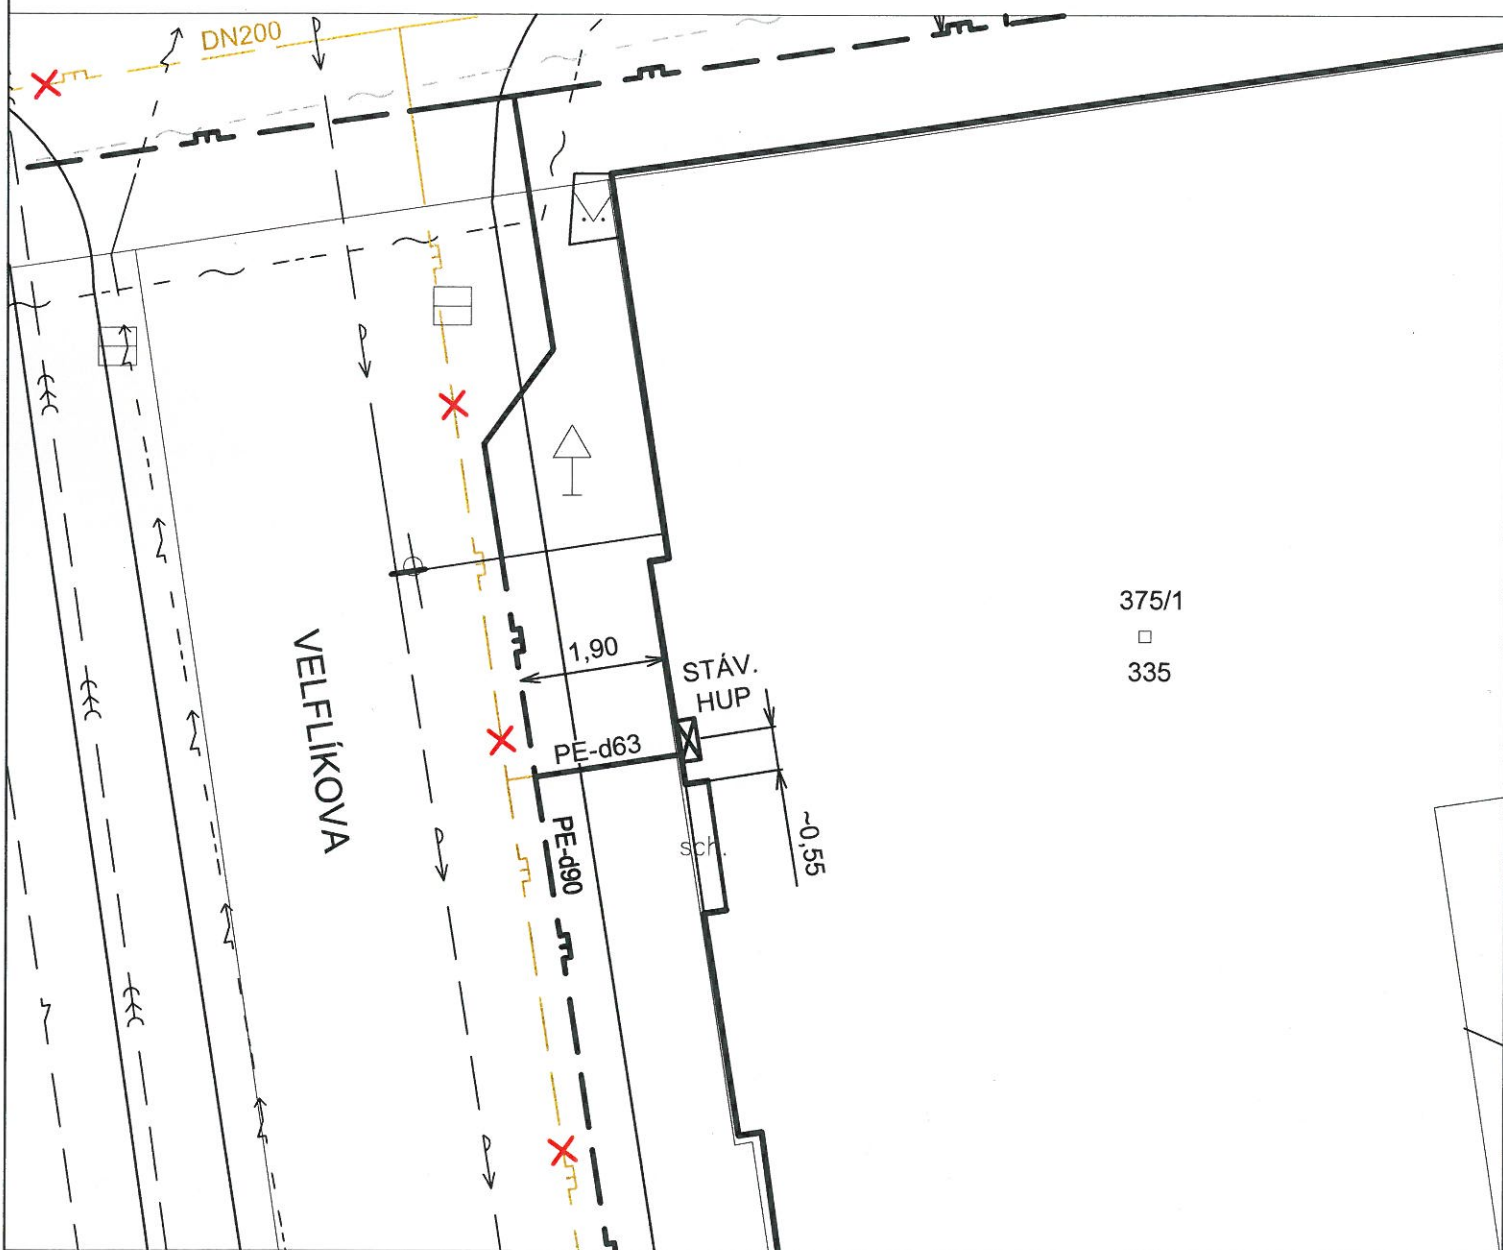 DN200
375/1
335
1,90
STÁV.
HUP
VELFLÍKOVA
PE-d63
PE-d90
~0,55
sch.